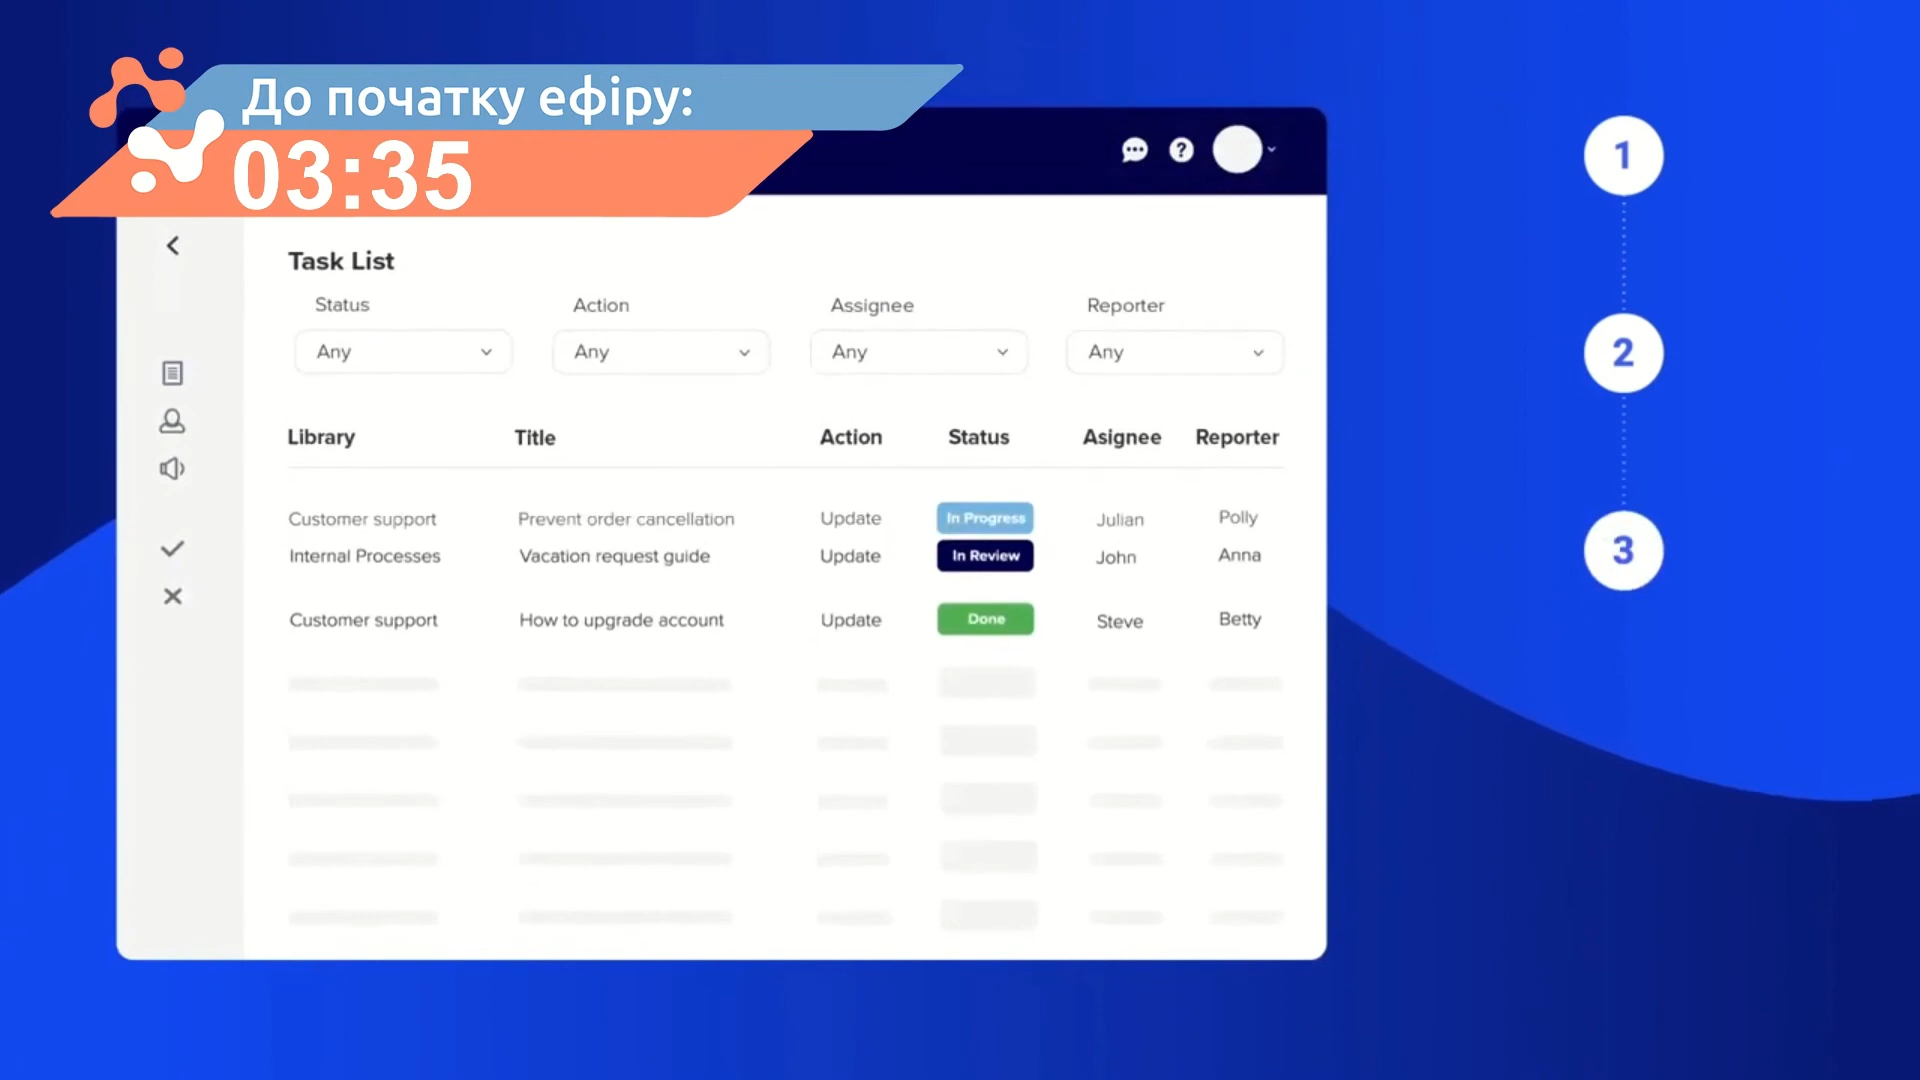 До початку ефіру:
03:35
Task List
Status Action Assignee Reporter
Any Any Any Any
Library Title Action Status Asignee Reporter
Customer support Prevent order cancellation Update In Progress Julian Polly
Internal Processes Vacation request guide Update In Review John Anna
Customer support How to upgrade account Update Done Steve Betty
1
2
3